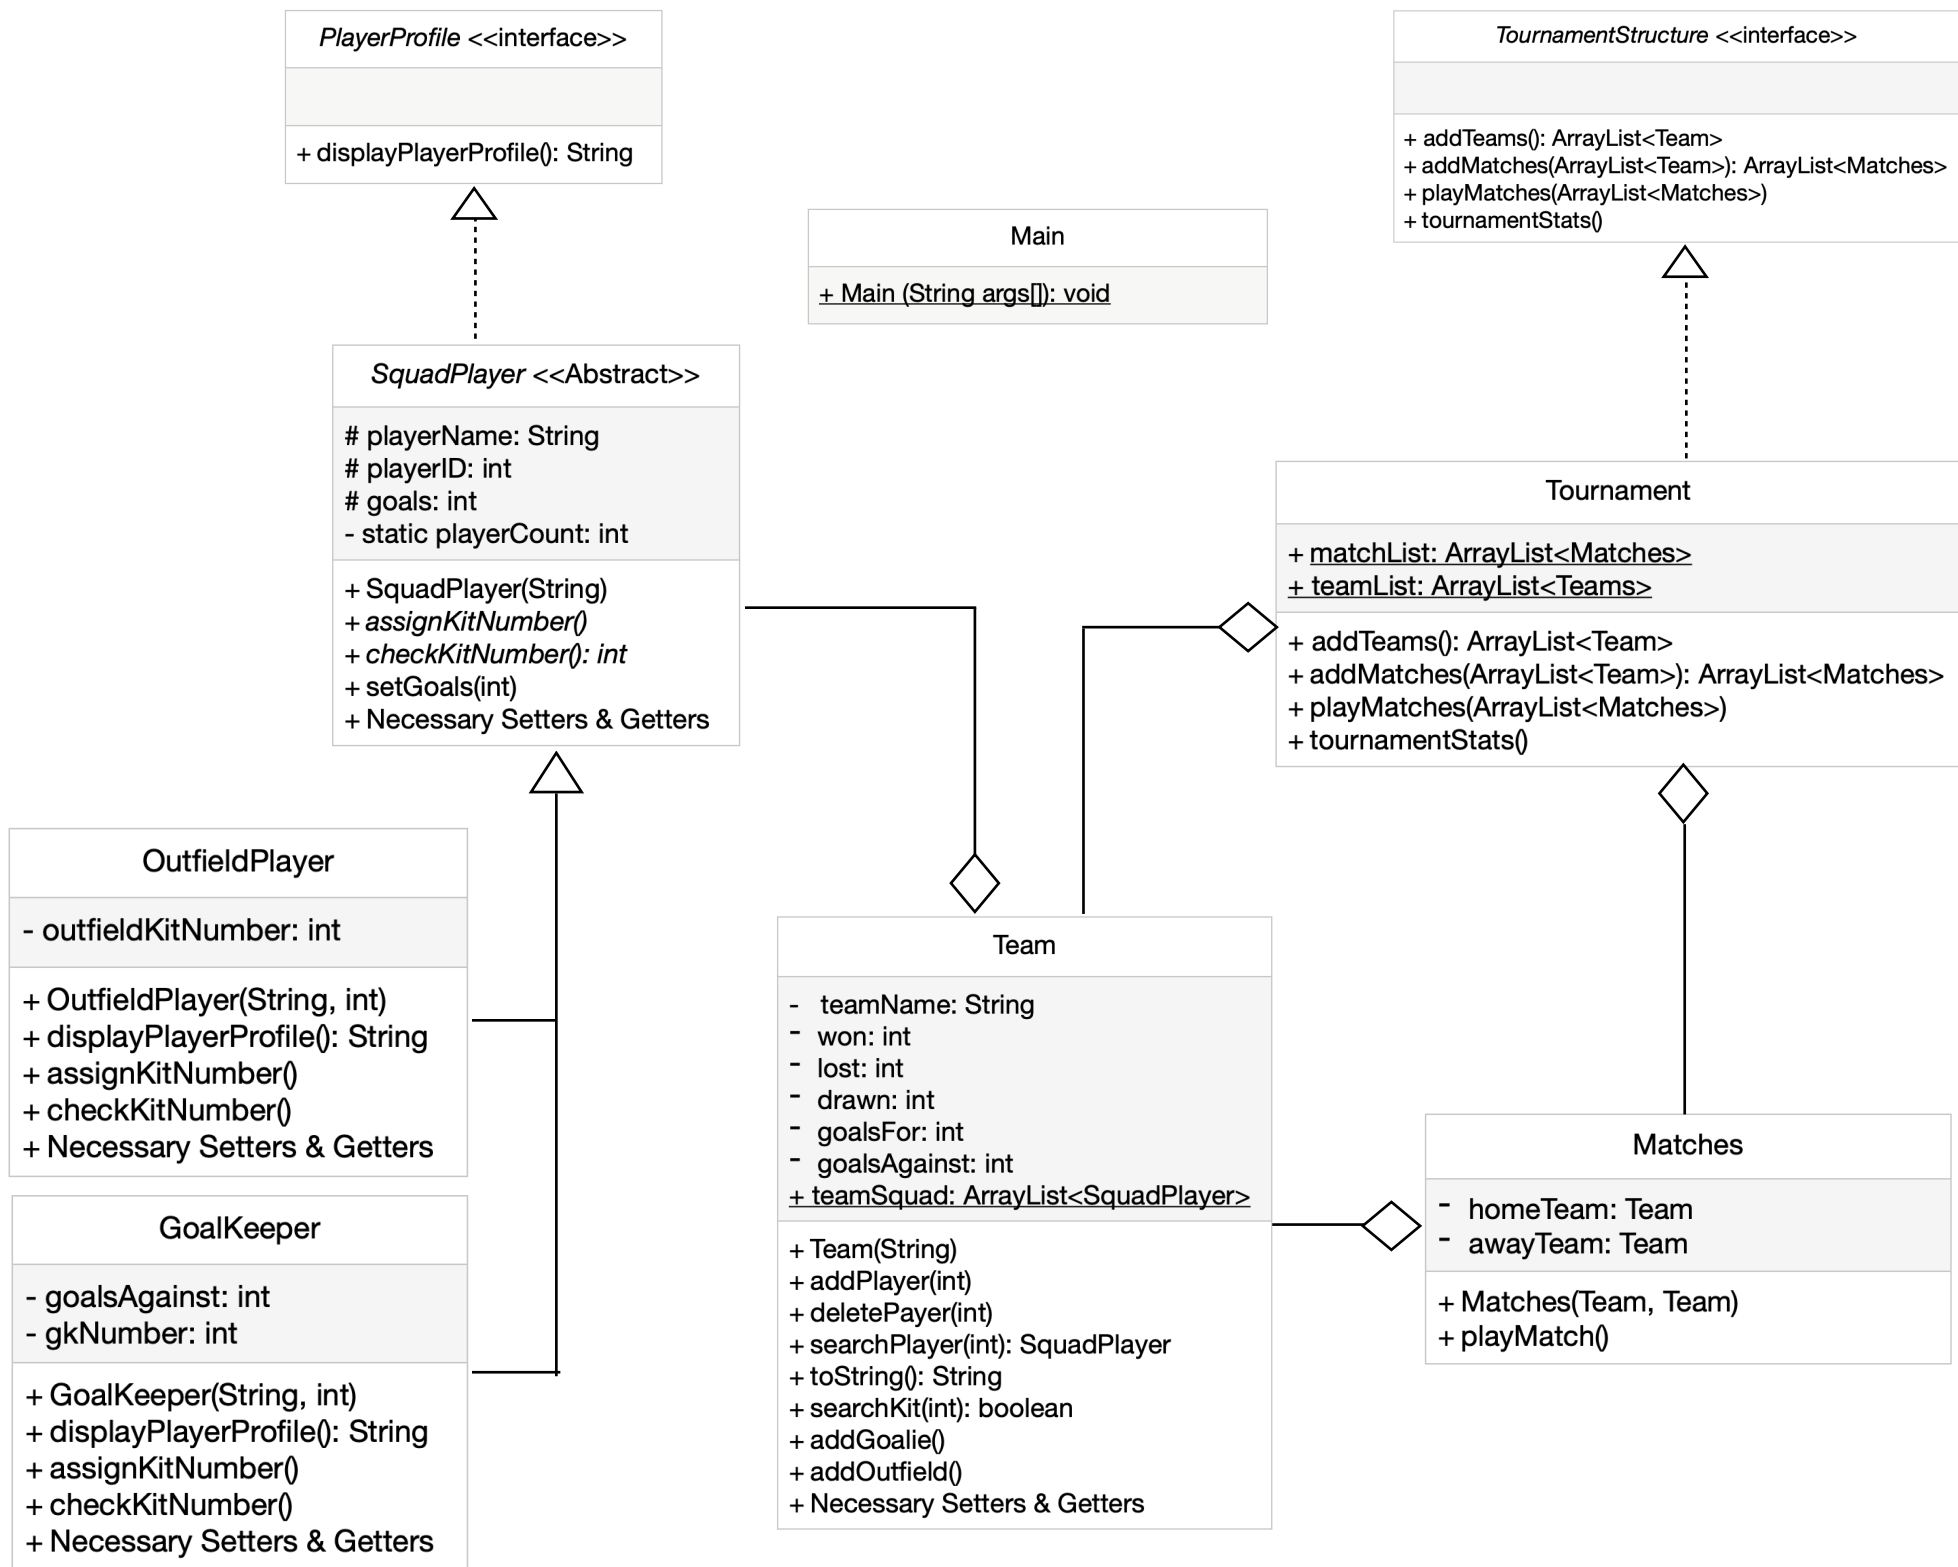 PlayerProfile <<interface>>
+ displayPlayerProfile(): String
TournamentStructure <<interface>>
+ addTeams(): ArrayList<Team>
+ addMatches(ArrayList<Team>): ArrayList<Matches>
+ playMatches(ArrayList<Matches>)
+ tournamentStats()
Main
+ Main (String args[]): void
SquadPlayer <<Abstract>>
# playerName: String
# playerID: int
# goals: int
- static playerCount: int
+ SquadPlayer(String)
+ assignKitNumber()
+ checkKitNumber(): int
+ setGoals(int)
+ Necessary Setters & Getters
Tournament
+ matchList: ArrayList<Matches>
+ teamList: ArrayList<Teams>
+ addTeams(): ArrayList<Team>
+ addMatches(ArrayList<Team>): ArrayList<Matches>
+ playMatches(ArrayList<Matches>)
+ tournamentStats()
OutfieldPlayer
- outfieldKitNumber: int
+ OutfieldPlayer(String, int)
+ displayPlayerProfile(): String
+ assignKitNumber()
+ checkKitNumber()
+ Necessary Setters & Getters
GoalKeeper
- goalsAgainst: int
- gkNumber: int
+ GoalKeeper(String, int)
+ displayPlayerProfile(): String
+ assignKitNumber()
+ checkKitNumber()
+ Necessary Setters & Getters
Team
- teamName: String
- won: int
- lost: int
- drawn: int
- goalsFor: int
- goalsAgainst: int
+ teamSquad: ArrayList<SquadPlayer>
+ Team(String)
+ addPlayer(int)
+ deletePayer(int)
+ searchPlayer(int): SquadPlayer
+ toString(): String
+ searchKit(int): boolean
+ addGoalie()
+ addOutfield()
+ Necessary Setters & Getters
Matches
- homeTeam: Team
- awayTeam: Team
+ Matches(Team, Team)
+ playMatch()